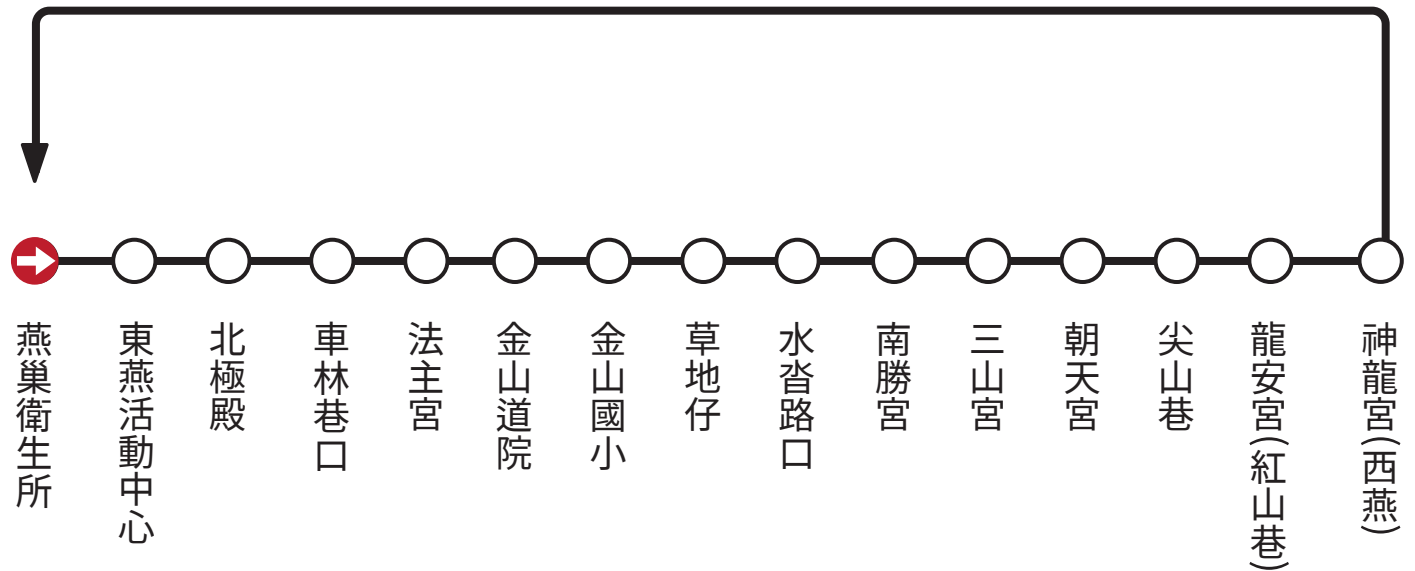 燕巢衛生所
東燕活動中心
北極殿
車林巷口
法主宮
金山道院
金山國小
草地仔
水沓路口
南勝宮
三山宮
朝天宮
尖山巷
龍安宮(紅山巷)
神龍宮(西燕)